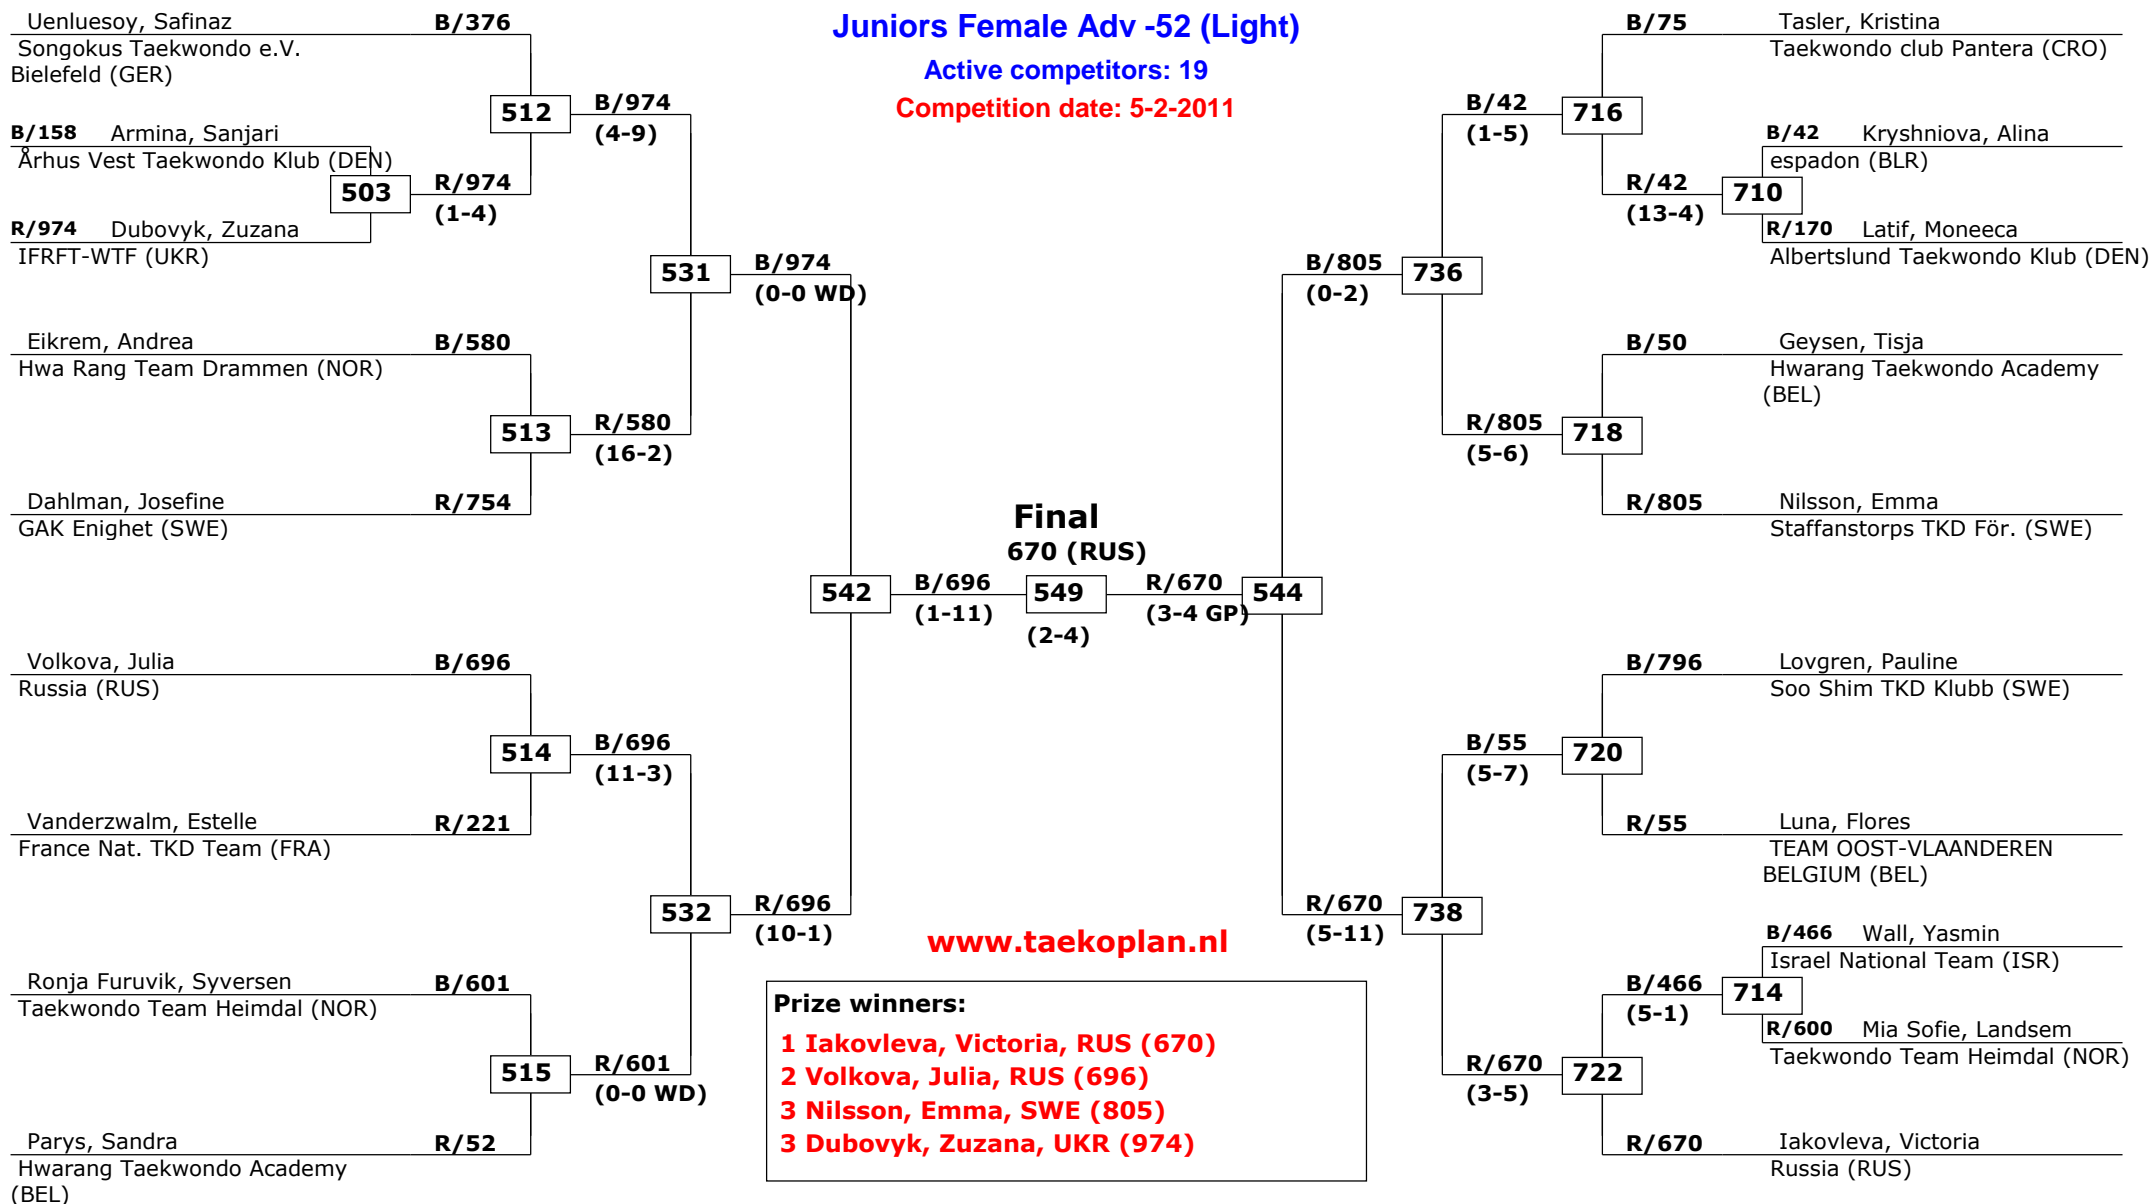 Juniors Female Adv -52 (Light)
Active competitors: 19
Competition date: 5-2-2011
Uenluesoy, Safinaz B/376
Songokus Taekwondo e.V.
Bielefeld (GER)
512
B/974
(4-9)
B/158 Armina, Sanjari
Århus Vest Taekwondo Klub (DEN)
503
R/974
(1-4)
R/974 Dubovyk, Zuzana
IFRFT-WTF (UKR)
531
B/974
(0-0 WD)
Eikrem, Andrea B/580
Hwa Rang Team Drammen (NOR)
513
R/580
(16-2)
Dahlman, Josefine R/754
GAK Enighet (SWE)
542
B/696
(1-11)
Volkova, Julia B/696
Russia (RUS)
514
B/696
(11-3)
Vanderzwalm, Estelle R/221
France Nat. TKD Team (FRA)
532
R/696
(10-1)
Ronja Furuvik, Syversen B/601
Taekwondo Team Heimdal (NOR)
515
R/601
(0-0 WD)
Parys, Sandra R/52
Hwarang Taekwondo Academy
(BEL)
Final
670 (RUS)
549
(2-4)
R/670
(3-4 GP)
544
B/75 Tasler, Kristina
Taekwondo club Pantera (CRO)
B/42
(1-5)
716
B/42 Kryshniova, Alina
espadon (BLR)
R/42
(13-4)
710
R/170 Latif, Moneeca
Albertslund Taekwondo Klub (DEN)
B/805
(0-2)
736
B/50 Geysen, Tisja
Hwarang Taekwondo Academy
(BEL)
R/805
(5-6)
718
R/805 Nilsson, Emma
Staffanstorps TKD För. (SWE)
B/796 Lovgren, Pauline
Soo Shim TKD Klubb (SWE)
B/55
(5-7)
720
R/55 Luna, Flores
TEAM OOST-VLAANDEREN
BELGIUM (BEL)
R/670
(5-11)
738
B/466 Wall, Yasmin
Israel National Team (ISR)
B/466
(5-1)
714
R/600 Mia Sofie, Landsem
Taekwondo Team Heimdal (NOR)
R/670
(3-5)
722
R/670 Iakovleva, Victoria
Russia (RUS)
www.taekoplan.nl
Prize winners:
1 Iakovleva, Victoria, RUS (670)
2 Volkova, Julia, RUS (696)
3 Nilsson, Emma, SWE (805)
3 Dubovyk, Zuzana, UKR (974)